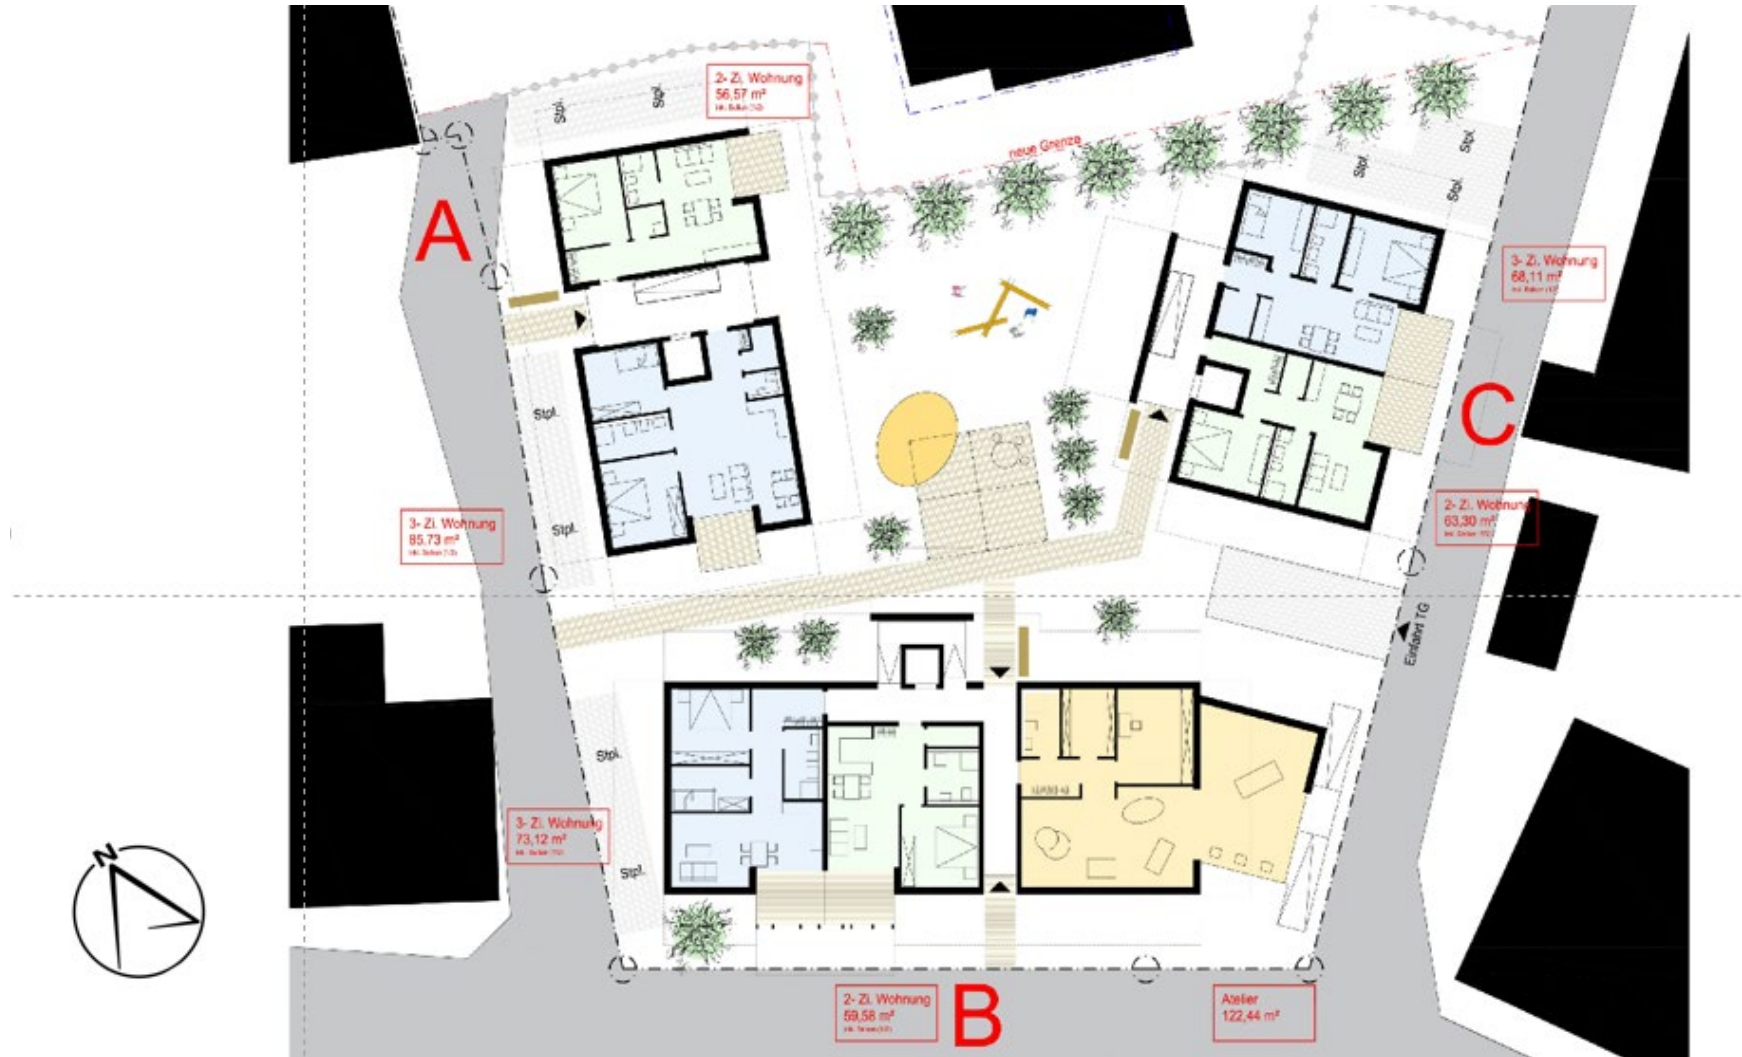 2- Zi. Wohnung
56,57 m²
Stpl.
Stpl.
neue Grenze
Stpl.
Stpl.
Stpl.
A
3- Zi. Wohnung
68,11 m²
C
Stpl.
3- Zi. Wohnung
85,73 m²
Stpl.
2- Zi. Wohnung
63,30 m²
Einfahrt TG
Stpl.
3- Zi. Wohnung
73,12 m²
Stpl.
N
2- Zi. Wohnung
59,58 m²
B
Atelier
122,44 m²